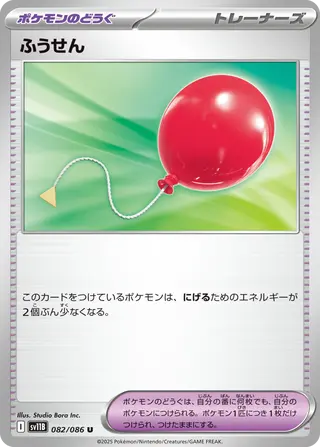 ポケモンのどうぐ
トレーナーズ
ふうせん
このカードをつけているポケモンは、にげるためのエネルギーが
2個ぶん少なくなる。
Illus. Studio Bora Inc.
I sv11B 082/086 U
ポケモンのどうぐは、自分の番に何枚でも、自分の
ポケモンにつけられる。ポケモン1匹につき1枚だけ
つけられ、つけたままにする。
©2025 Pokémon/Nintendo/Creatures/GAME FREAK.